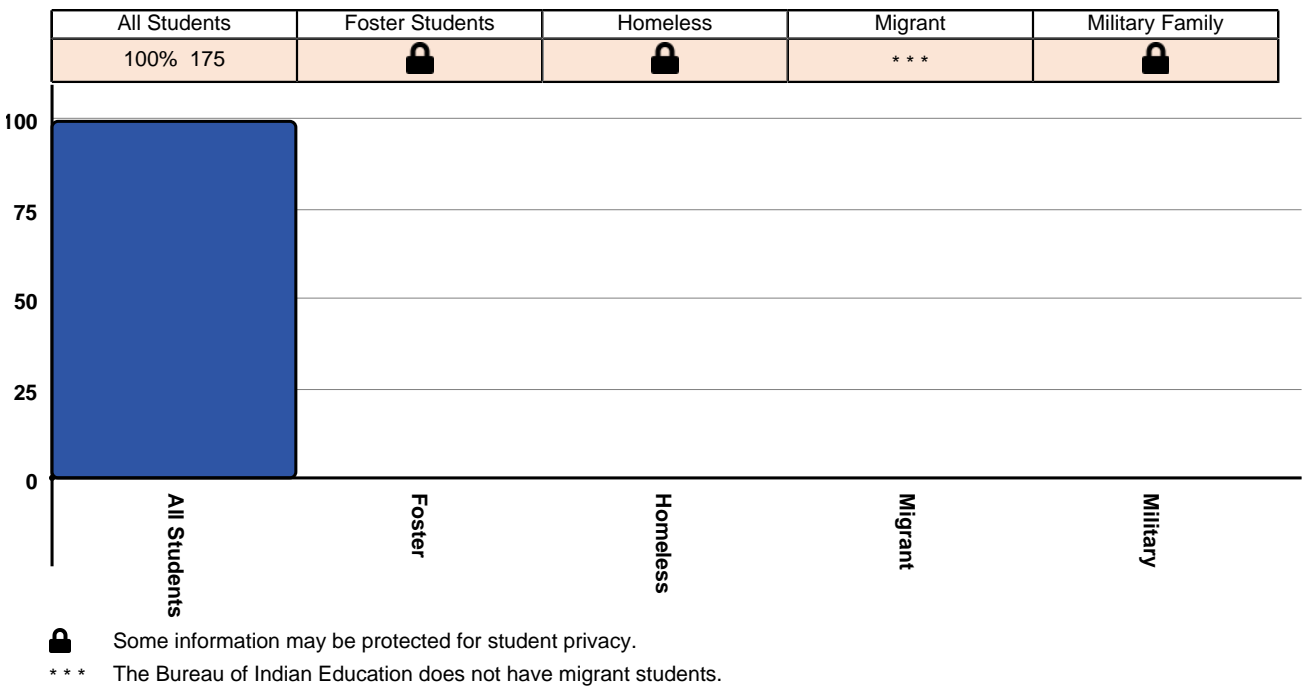 All Students Foster Students Homeless Migrant Military Family
100% 175 * * *
100
75
50
25
0
All Students Foster Homeless Migrant Military
Some information may be protected for student privacy.
* * * The Bureau of Indian Education does not have migrant students.